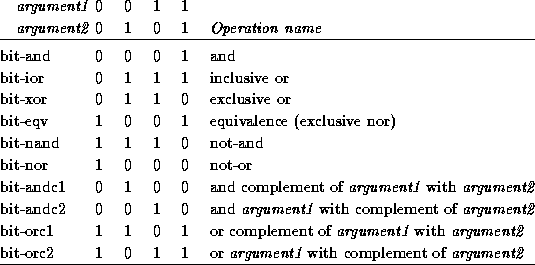 argument1 0 0 1 1
argument2 0 1 0 1 Operation name
bit-and 0 0 0 1 and
bit-ior 0 1 1 1 inclusive or
bit-xor 0 1 1 0 exclusive or
bit-eqv 1 0 0 1 equivalence (exclusive nor)
bit-nand 1 1 1 0 not-and
bit-nor 1 0 0 0 not-or
bit-andc1 0 1 0 0 and complement of argument1 with argument2
bit-andc2 0 0 1 0 and argument1 with complement of argument2
bit-orc1 1 1 0 1 or complement of argument1 with argument2
bit-orc2 1 0 1 1 or argument1 with complement of argument2